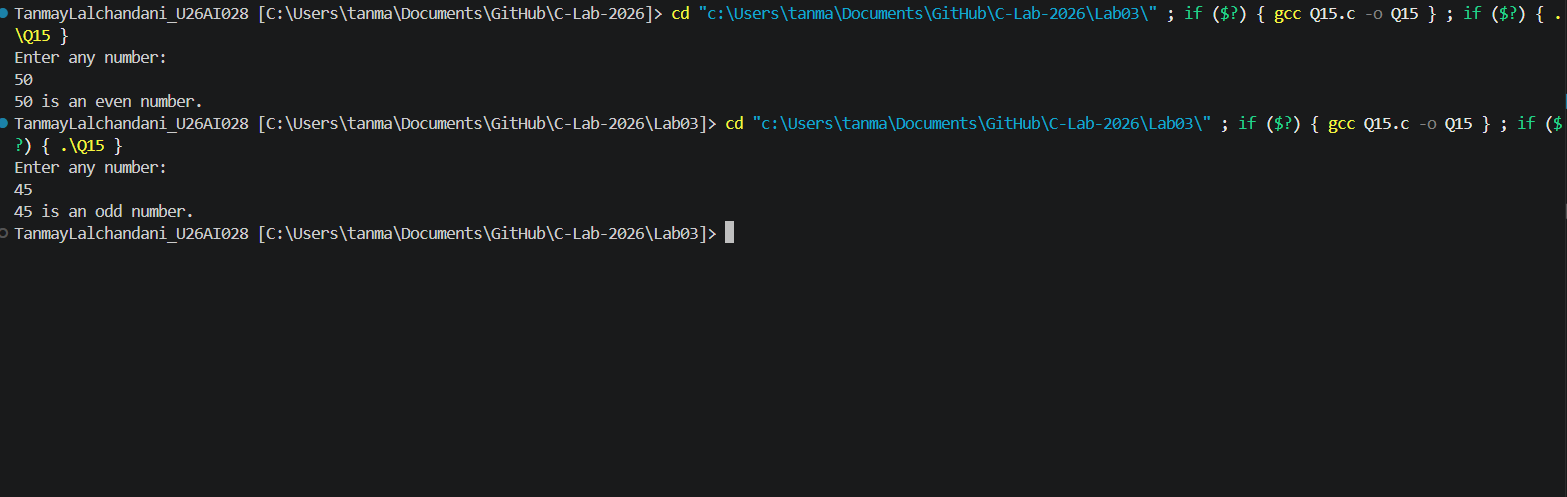 TanmayLalchandani_U26AI028 [C:\Users\tanma\Documents\GitHub\C-Lab-2026]> cd "c:\Users\tanma\Documents\GitHub\C-Lab-2026\Lab03\" ; if ($?) { gcc Q15.c -o Q15 } ; if ($?) { .
\Q15 }
Enter any number:
50
50 is an even number.
TanmayLalchandani_U26AI028 [C:\Users\tanma\Documents\GitHub\C-Lab-2026\Lab03]> cd "c:\Users\tanma\Documents\GitHub\C-Lab-2026\Lab03\" ; if ($?) { gcc Q15.c -o Q15 } ; if ($
?) { .\Q15 }
Enter any number:
45
45 is an odd number.
TanmayLalchandani_U26AI028 [C:\Users\tanma\Documents\GitHub\C-Lab-2026\Lab03]>